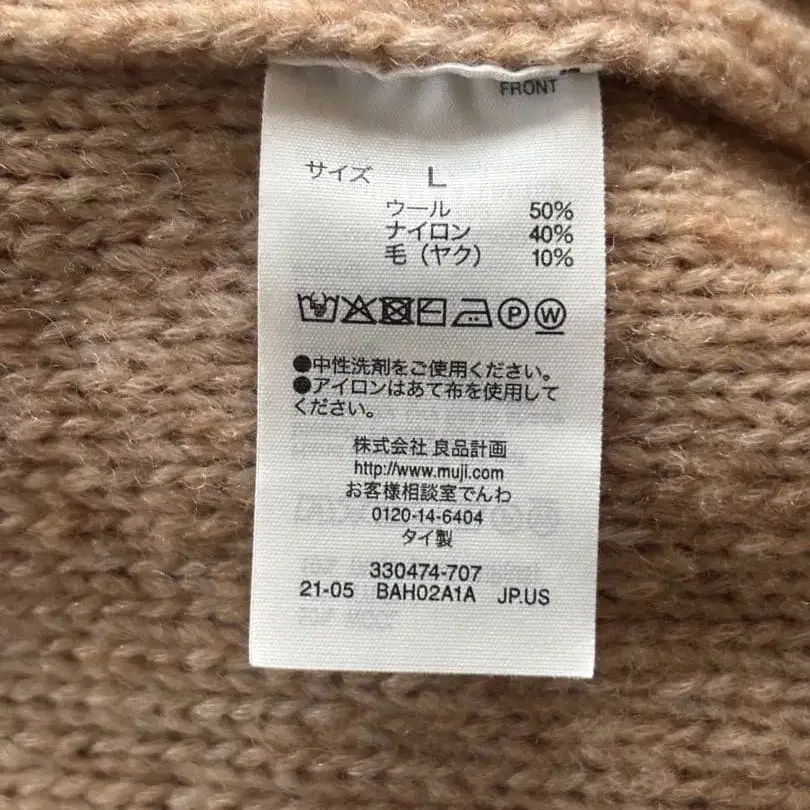 FRONT
サイズ L
ウール 50%
ナイロン 40%
毛（ヤク） 10%
P W
●中性洗剤をご使用ください。
●アイロンはあて布を使用して
ください。
株式会社 良品計画
http://www.muji.com
お客様相談室でんわ
0120-14-6404
タイ製
330474-707
21-05 BAH02A1A JP.US